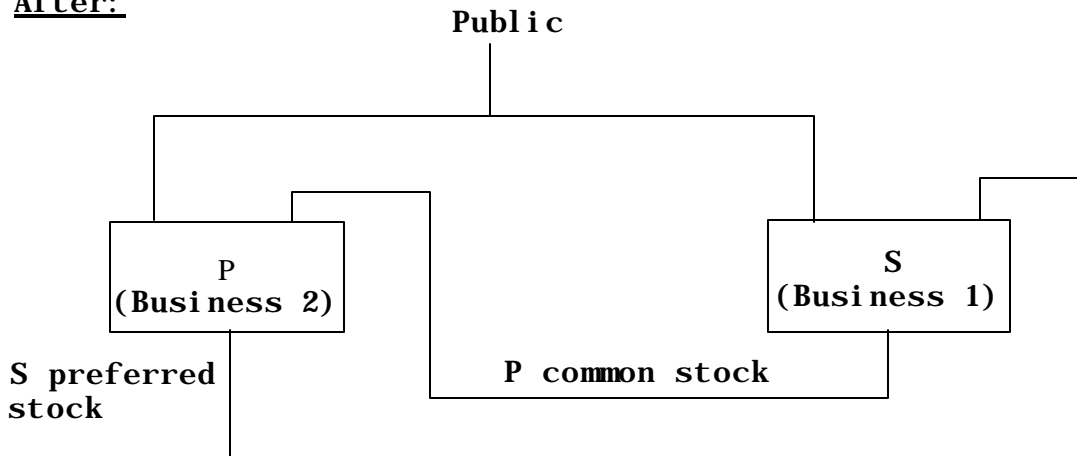 After:
Public
P
(Business 2)
S
(Business 1)
S preferred
stock
P common stock